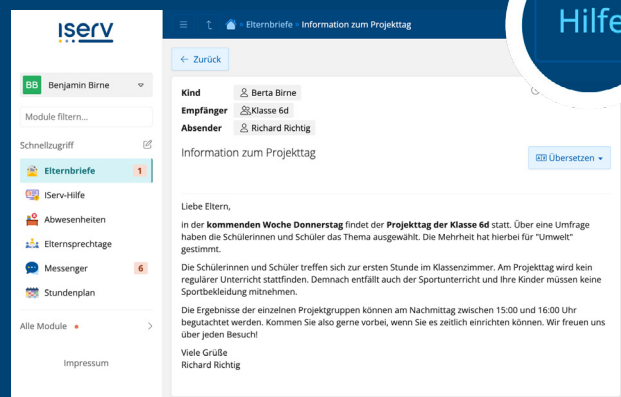 Hilfe
IServ
Elternbriefe » Information zum Projekttag
← Zurück
BB Benjamin Birne
Module filtern...
Schnellzugriff
Elternbriefe 1
IServ-Hilfe
Abwesenheiten
Elternsprechtage
Messenger 6
Stundenplan
Alle Module
Impressum
Kind Berta Birne
Empfänger Klasse 6d
Absender Richard Richtig
Information zum Projekttag
Übersetzen
Liebe Eltern,
in der kommenden Woche Donnerstag findet der Projekttag der Klasse 6d statt. Über eine Umfrage
haben die Schülerinnen und Schüler das Thema ausgewählt. Die Mehrheit hat hierbei für "Umwelt"
gestimmt.
Die Schülerinnen und Schüler treffen sich zur ersten Stunde im Klassenzimmer. Am Projekttag wird kein
regulärer Unterricht stattfinden. Demnach entfällt auch der Sportunterricht und Ihre Kinder müssen keine
Sportbekleidung mitnehmen.
Die Ergebnisse der einzelnen Projektgruppen können am Nachmittag zwischen 15:00 und 16:00 Uhr
begutachtet werden. Kommen Sie also gerne vorbei, wenn Sie es zeitlich einrichten können. Wir freuen uns
über jeden Besuch!
Viele Grüße
Richard Richtig